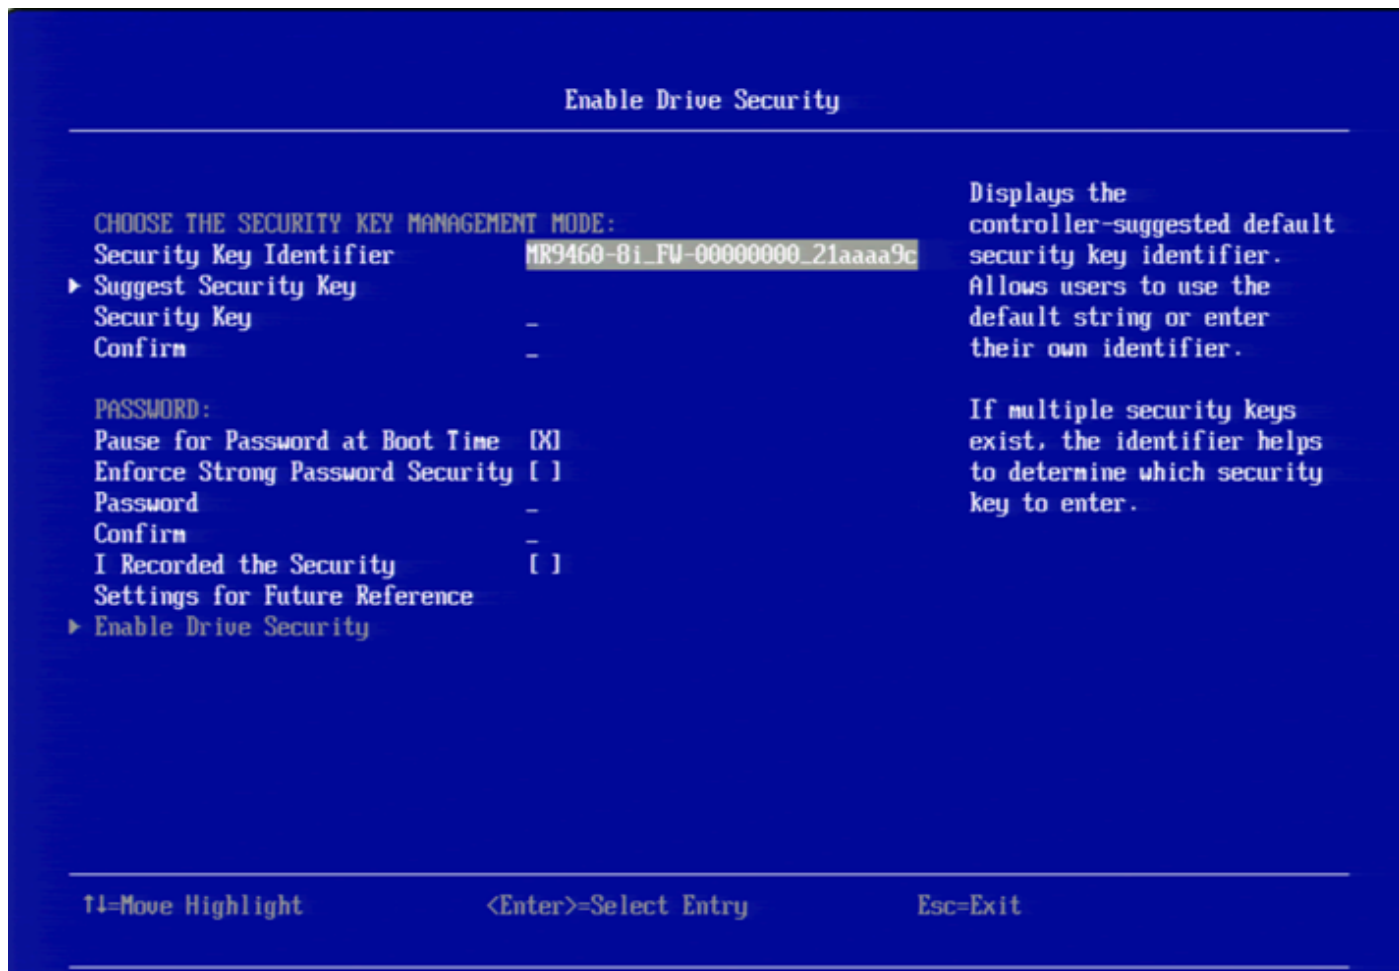 Enable Drive Security
CHOOSE THE SECURITY KEY MANAGEMENT MODE:
Security Key Identifier MR9460-8i_FW-00000000_21aaaa9c
▶ Suggest Security Key
Security Key _
Confirm _
PASSWORD:
Pause for Password at Boot Time [X]
Enforce Strong Password Security [ ]
Password _
Confirm _
I Recorded the Security [ ]
Settings for Future Reference
▶ Enable Drive Security
Displays the
controller-suggested default
security key identifier.
Allows users to use the
default string or enter
their own identifier.
If multiple security keys
exist, the identifier helps
to determine which security
key to enter.
↑↓=Move Highlight <Enter>=Select Entry Esc=Exit